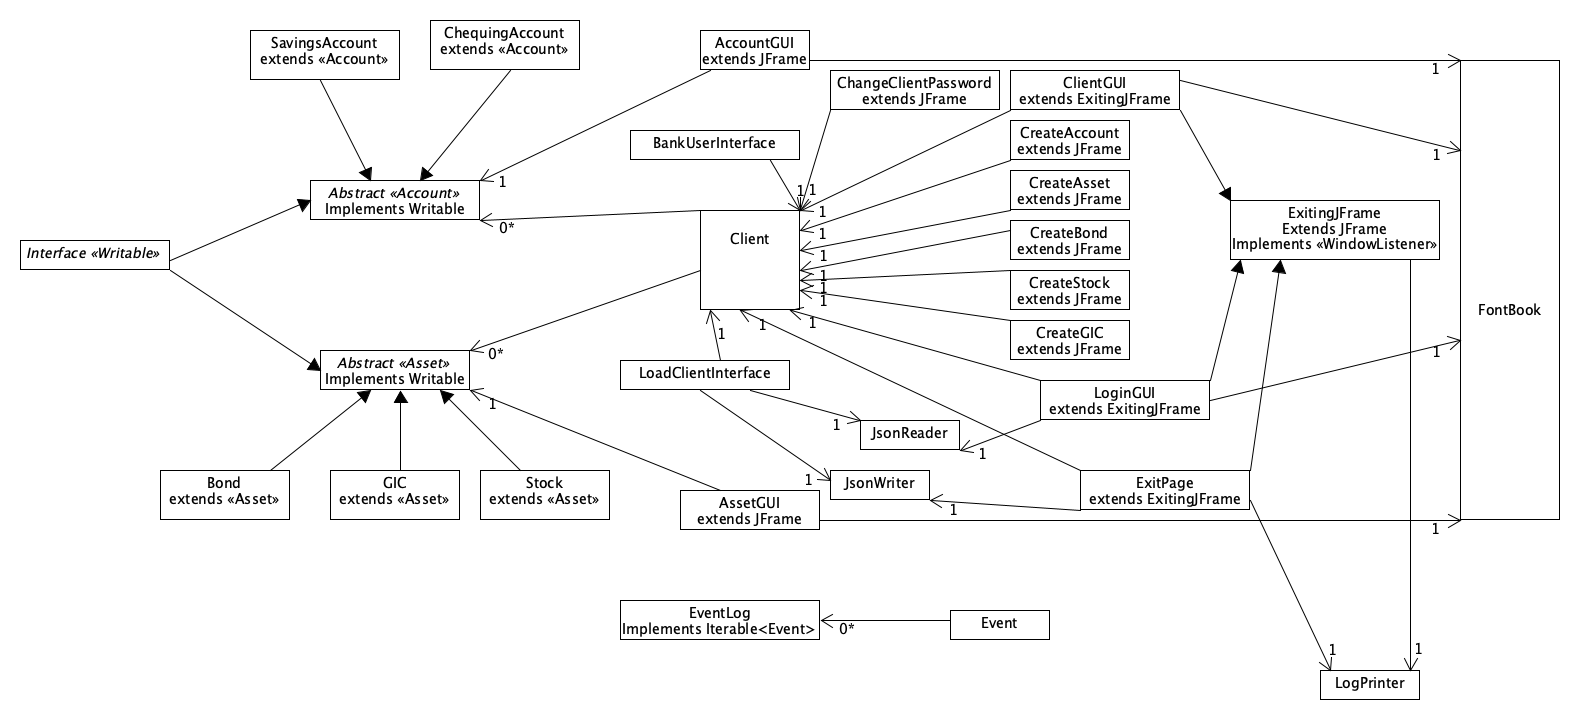 SavingsAccount
extends «Account»
ChequingAccount
extends «Account»
AccountGUI
extends JFrame
1
ChangeClientPassword
extends JFrame
ClientGUI
extends ExitingJFrame
BankUserInterface
CreateAccount
extends JFrame
1
Abstract «Account»
Implements Writable
1
1
1
CreateAsset
extends JFrame
1
0*
Client
1
CreateBond
extends JFrame
1
ExitingJFrame
Extends JFrame
Implements «WindowListener»
Interface «Writable»
1
1
CreateStock
extends JFrame
1
FontBook
1
1
1
CreateGIC
extends JFrame
0*
1
Abstract «Asset»
Implements Writable
LoadClientInterface
LoginGUI
extends ExitingJFrame
1
1
JsonReader
1
Bond
extends «Asset»
GIC
extends «Asset»
Stock
extends «Asset»
1
JsonWriter
ExitPage
extends ExitingJFrame
AssetGUI
extends JFrame
1
1
EventLog
Implements Iterable<Event>
0*
Event
1
1
LogPrinter